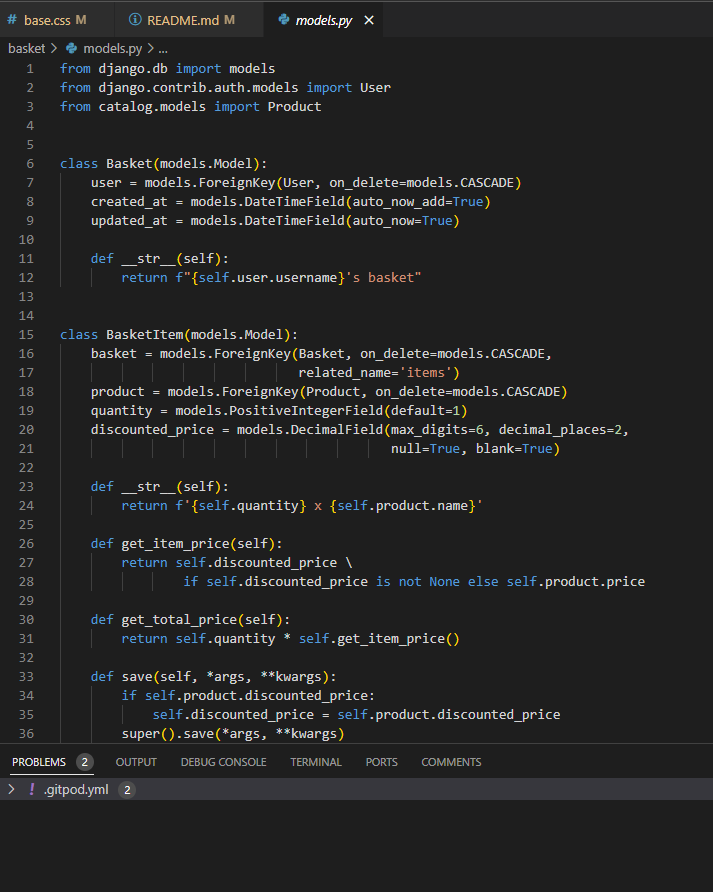 # base.css M README.md M models.py ×
basket > models.py > ...
1 from django.db import models
2 from django.contrib.auth.models import User
3 from catalog.models import Product
4
5
6 class Basket(models.Model):
7     user = models.ForeignKey(User, on_delete=models.CASCADE)
8     created_at = models.DateTimeField(auto_now_add=True)
9     updated_at = models.DateTimeField(auto_now=True)
10
11     def __str__(self):
12         return f"{self.user.username}'s basket"
13
14
15 class BasketItem(models.Model):
16     basket = models.ForeignKey(Basket, on_delete=models.CASCADE,
17                                related_name='items')
18     product = models.ForeignKey(Product, on_delete=models.CASCADE)
19     quantity = models.PositiveIntegerField(default=1)
20     discounted_price = models.DecimalField(max_digits=6, decimal_places=2,
21                                            null=True, blank=True)
22
23     def __str__(self):
24         return f'{self.quantity} x {self.product.name}'
25
26     def get_item_price(self):
27         return self.discounted_price \
28                 if self.discounted_price is not None else self.product.price
29
30     def get_total_price(self):
31         return self.quantity * self.get_item_price()
32
33     def save(self, *args, **kwargs):
34         if self.product.discounted_price:
35             self.discounted_price = self.product.discounted_price
36         super().save(*args, **kwargs)
PROBLEMS 2 OUTPUT DEBUG CONSOLE TERMINAL PORTS COMMENTS
> ! .gitpod.yml 2